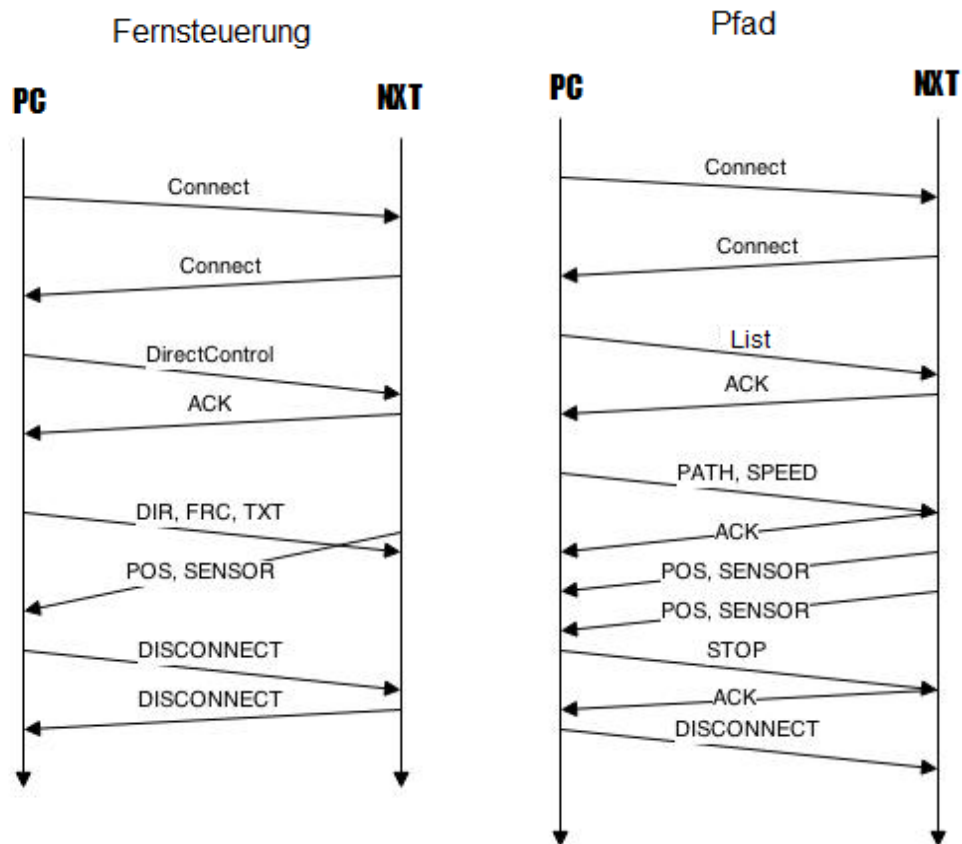 Fernsteuerung
PC
NXT
Connect
Connect
DirectControl
ACK
DIR, FRC, TXT
POS, SENSOR
DISCONNECT
DISCONNECT
Pfad
PC
NXT
Connect
Connect
List
ACK
PATH, SPEED
ACK
POS, SENSOR
POS, SENSOR
STOP
ACK
DISCONNECT